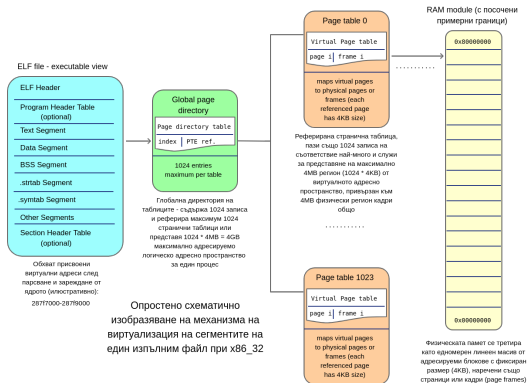 ELF file - executable view
ELF Header
Program Header Table
(optional)
Text Segment
Data Segment
BSS Segment
.strtab Segment
.symtab Segment
Other Segments
Section Header Table
(optional)
Обхват присвоени
виртуални адреси след
парсване и зареждане от
ядрото (илюстративно):
287f7000-287f9000
Global page
directory
Page directory table
index | PTE ref.
1024 entries
maximum per table
Глобална директория на
таблиците - съдържа 1024 записа
и реферира максимум 1024
странични таблици или
представя 1024 * 4MB = 4GB
максимално адресируемо
логическо адресно пространство
за един процес
Опростено схематично
изобразяване на механизма на
виртуализация на сегментите на
един изпълним файл при x86_32
Page table 0
Virtual Page table
page i| frame i
maps virtual pages
to physical pages or
frames (each
referenced page
has 4KB size)
Реферирана странична таблица,
пази също 1024 записа на
съответствие най-много и служи
за представяне на максимално
4MB регион (1024 * 4KB) от
виртуалното адресно
пространство, привързан към
4MB физически регион кадри
общо
...........
Page table 1023
Virtual Page table
page i| frame i
maps virtual pages
to physical pages or
frames (each
referenced page
has 4KB size)
...........
RAM module (с посочени
примерни граници)
0x80000000
0x00000000
Физическата памет се третира
като едномерен линеен масив от
адресируеми блокове с фиксиран
размер (4KB), наречени също
страници или кадри (page frames)